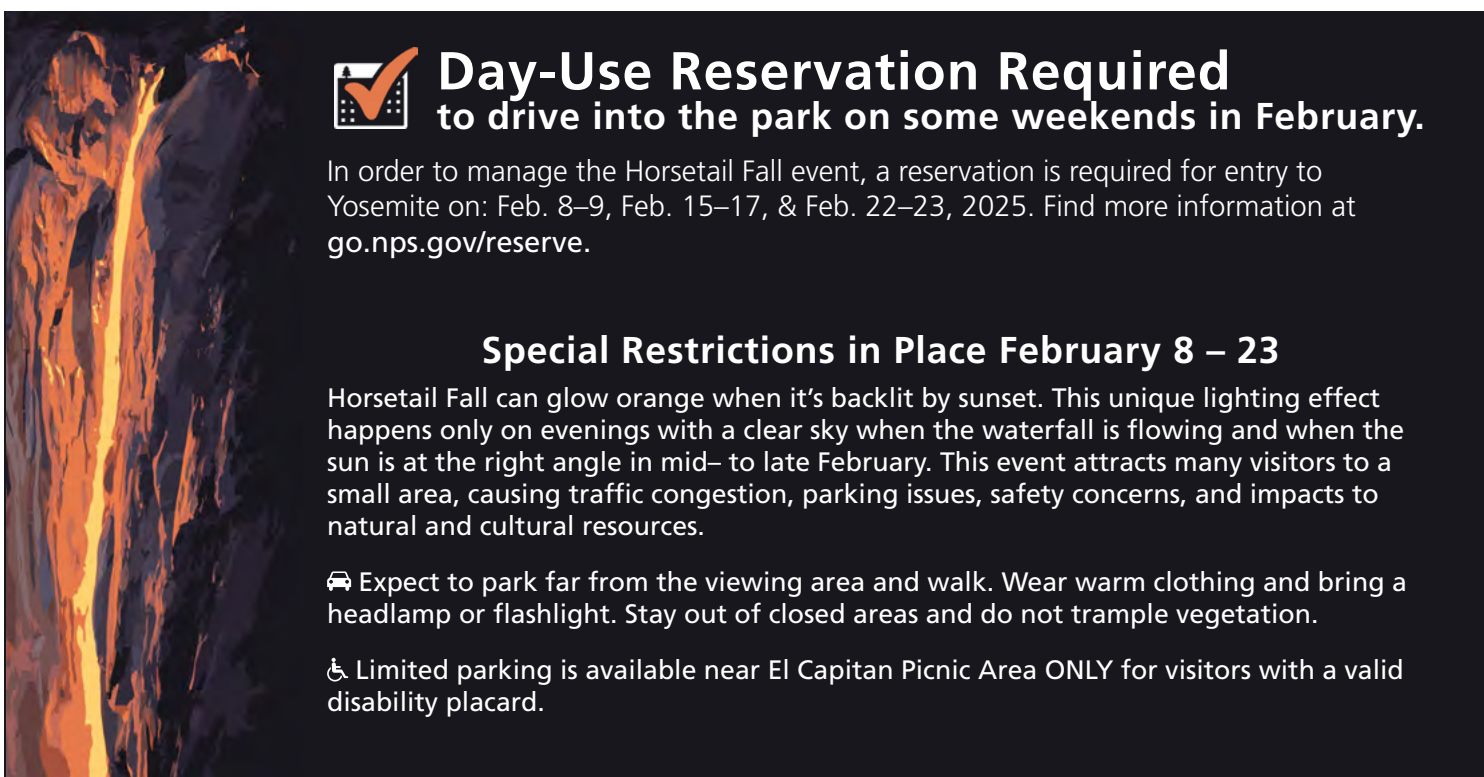 Day-Use Reservation Required
to drive into the park on some weekends in February.
In order to manage the Horsetail Fall event, a reservation is required for entry to
Yosemite on: Feb. 8–9, Feb. 15–17, & Feb. 22–23, 2025. Find more information at
go.nps.gov/reserve.
Special Restrictions in Place February 8 – 23
Horsetail Fall can glow orange when it’s backlit by sunset. This unique lighting effect
happens only on evenings with a clear sky when the waterfall is flowing and when the
sun is at the right angle in mid– to late February. This event attracts many visitors to a
small area, causing traffic congestion, parking issues, safety concerns, and impacts to
natural and cultural resources.
Expect to park far from the viewing area and walk. Wear warm clothing and bring a
headlamp or flashlight. Stay out of closed areas and do not trample vegetation.
Limited parking is available near El Capitan Picnic Area ONLY for visitors with a valid
disability placard.